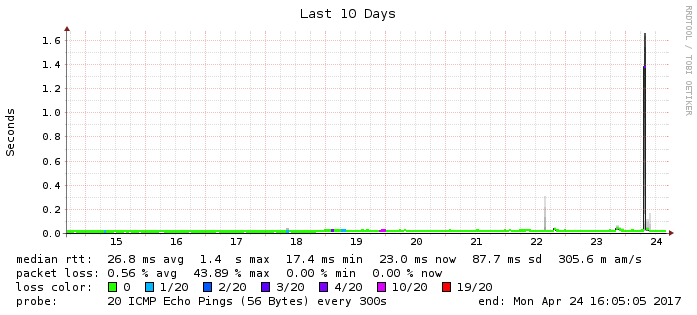 Last 10 Days
RRDTOOL / TOBI OETIKER
Seconds
1.6
1.4
1.2
1.0
0.8
0.6
0.4
0.2
0.0
15 16 17 18 19 20 21 22 23 24
median rtt: 26.8 ms avg 1.4 s max 17.4 ms min 23.0 ms now 87.7 ms sd 305.6 m am/s
packet loss: 0.56 % avg 43.89 % max 0.00 % min 0.00 % now
loss color: 0 1/20 2/20 3/20 4/20 10/20 19/20
probe: 20 ICMP Echo Pings (56 Bytes) every 300s end: Mon Apr 24 16:05:05 2017